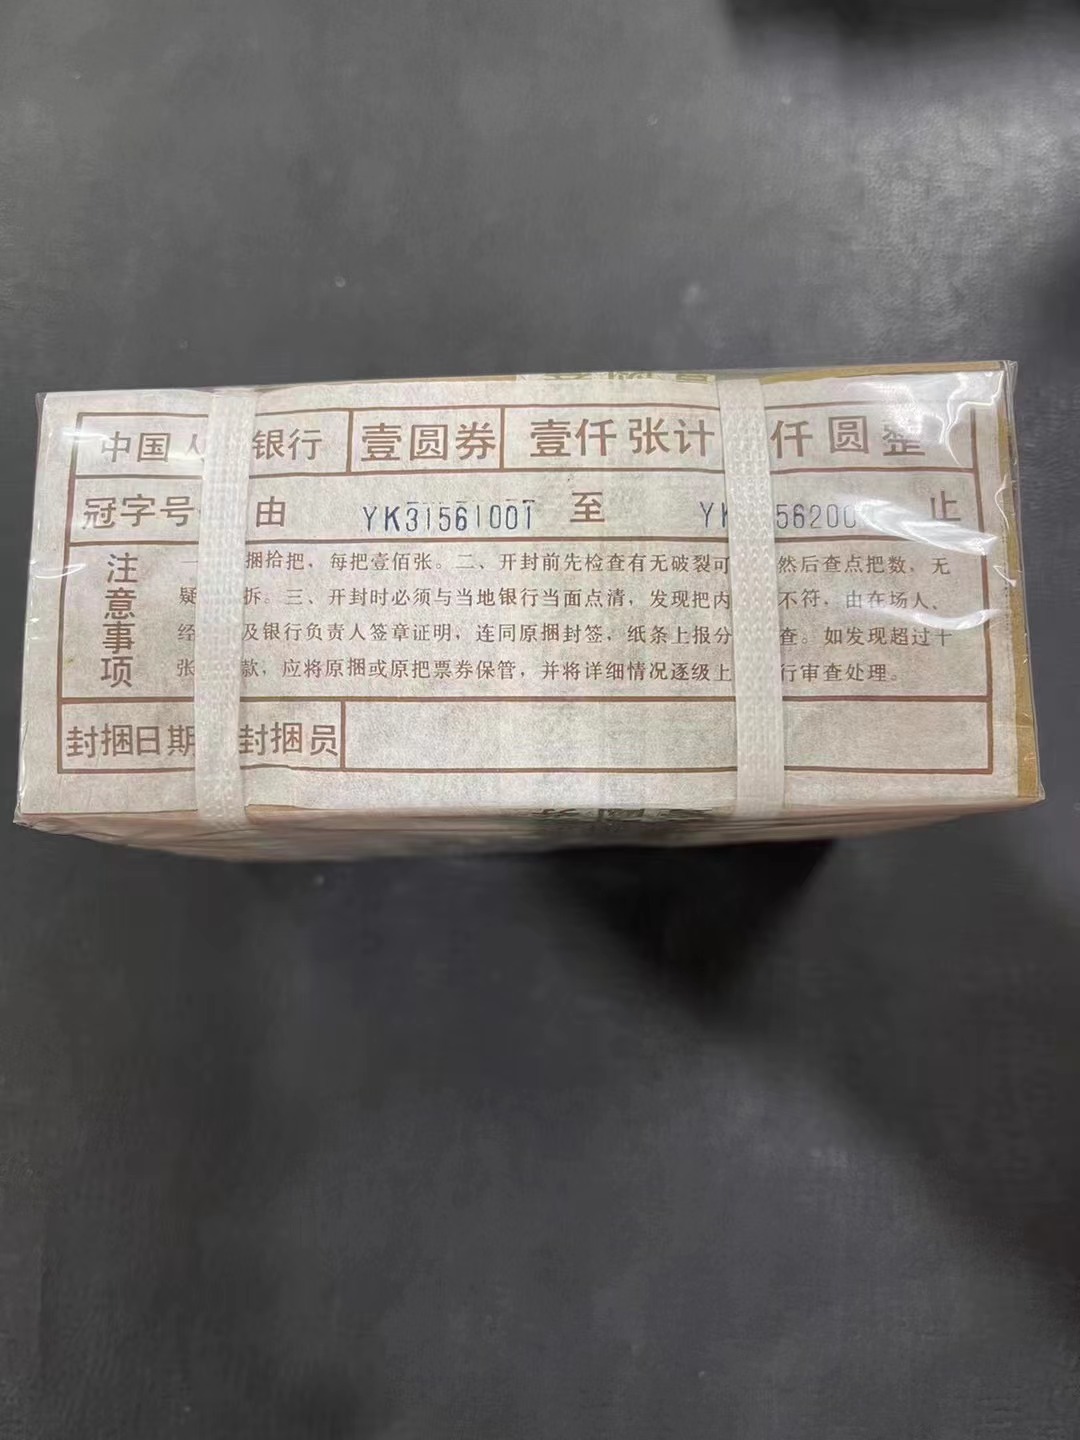 中国人 银行 壹圆券 壹仟张计 仟圆整
冠字号 由 YK31561001 至 YK 56200 止
注意事项
一 捆拾把，每把壹佰张。二、开封前先检查有无破裂可 然后查点把数，无
疑 拆。三、开封时必须与当地银行当面点清，发现把内 不符，由在场人、
经 及银行负责人签章证明，连同原捆封签，纸条上报分 查。如发现超过十
张 款，应将原捆或原把票券保管，并将详细情况逐级上 行审查处理。
封捆日期 封捆员